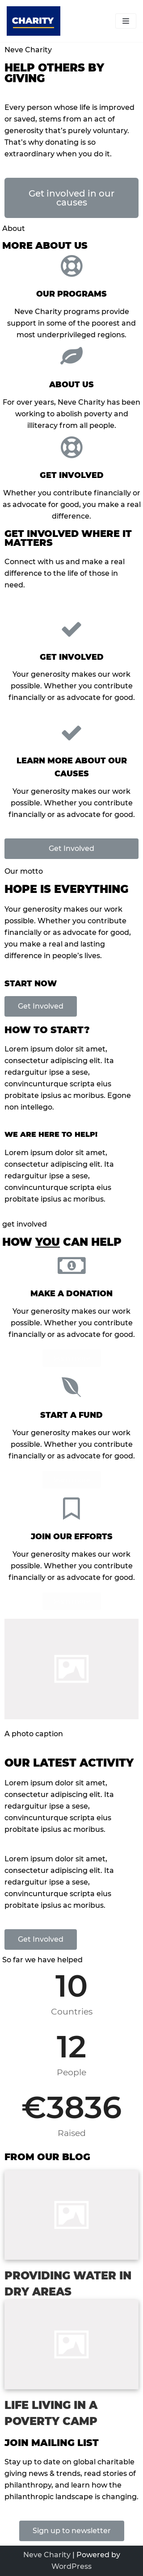 CHARITY
Neve Charity
HELP OTHERS BY
GIVING
Every person whose life is improved
or saved, stems from an act of
generosity that's purely voluntary.
That's why donating is so
extraordinary when you do it.
Get involved in our
causes
About
MORE ABOUT US
OUR PROGRAMS
Neve Charity programs provide
support in some of the poorest and
most underprivileged regions.
ABOUT US
For over years, Neve Charity has been
working to abolish poverty and
illiteracy from all people.
GET INVOLVED
Whether you contribute financially or
as advocate for good, you make a real
difference.
GET INVOLVED WHERE IT
MATTERS
Connect with us and make a real
difference to the life of those in
need.
GET INVOLVED
Your generosity makes our work
possible. Whether you contribute
financially or as advocate for good.
LEARN MORE ABOUT OUR
CAUSES
Your generosity makes our work
possible. Whether you contribute
financially or as advocate for good.
Get Involved
Our motto
HOPE IS EVERYTHING
Your generosity makes our work
possible. Whether you contribute
financially or as advocate for good,
you make a real and lasting
difference in people's lives.
START NOW
Get Involved
HOW TO START?
Lorem ipsum dolor sit amet,
consectetur adipiscing elit. Ita
redarguitur ipse a sese,
convincunturque scripta eius
probitate ipsius ac moribus. Egone
non intellego.
WE ARE HERE TO HELP!
Lorem ipsum dolor sit amet,
consectetur adipiscing elit. Ita
redarguitur ipse a sese,
convincunturque scripta eius
probitate ipsius ac moribus.
get involved
HOW YOU CAN HELP
MAKE A DONATION
Your generosity makes our work
possible. Whether you contribute
financially or as advocate for good.
START A FUND
Your generosity makes our work
possible. Whether you contribute
financially or as advocate for good.
JOIN OUR EFFORTS
Your generosity makes our work
possible. Whether you contribute
financially or as advocate for good.
A photo caption
OUR LATEST ACTIVITY
Lorem ipsum dolor sit amet,
consectetur adipiscing elit. Ita
redarguitur ipse a sese,
convincunturque scripta eius
probitate ipsius ac moribus.
Lorem ipsum dolor sit amet,
consectetur adipiscing elit. Ita
redarguitur ipse a sese,
convincunturque scripta eius
probitate ipsius ac moribus.
Get Involved
So far we have helped
10
Countries
12
People
€3836
Raised
FROM OUR BLOG
PROVIDING WATER IN
DRY AREAS
LIFE LIVING IN A
POVERTY CAMP
JOIN MAILING LIST
Stay up to date on global charitable
giving news & trends, read stories of
philanthropy, and learn how the
philanthropic landscape is changing.
Sign up to newsletter
Neve Charity | Powered by
WordPress